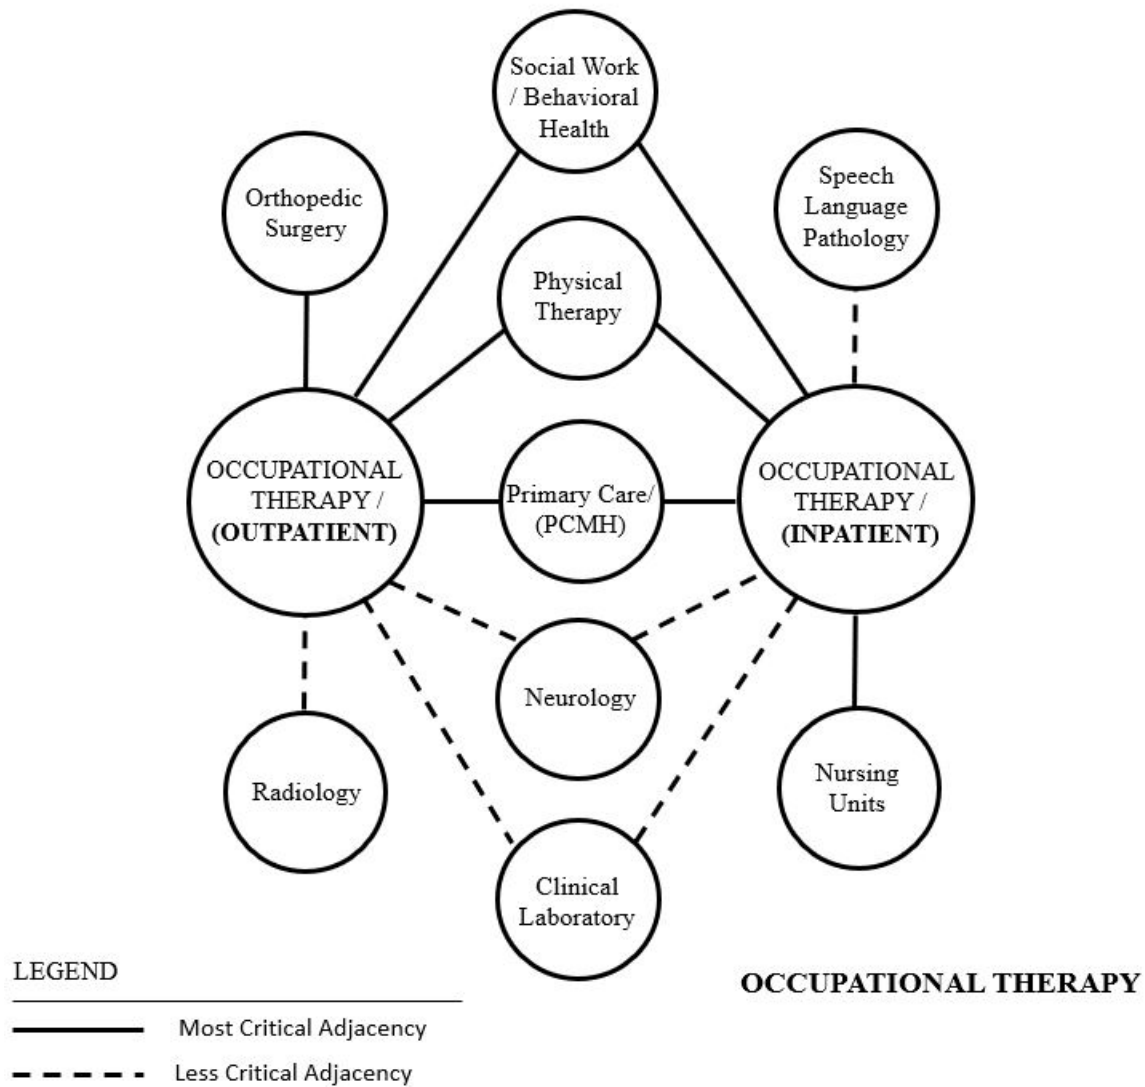 Social Work
/ Behavioral
Health
Orthopedic
Surgery
Speech
Language
Pathology
Physical
Therapy
OCCUPATIONAL
THERAPY /
(OUTPATIENT)
Primary Care/
(PCMH)
OCCUPATIONAL
THERAPY /
(INPATIENT)
Neurology
Radiology
Nursing
Units
Clinical
Laboratory
LEGEND
OCCUPATIONAL THERAPY
Most Critical Adjacency
Less Critical Adjacency